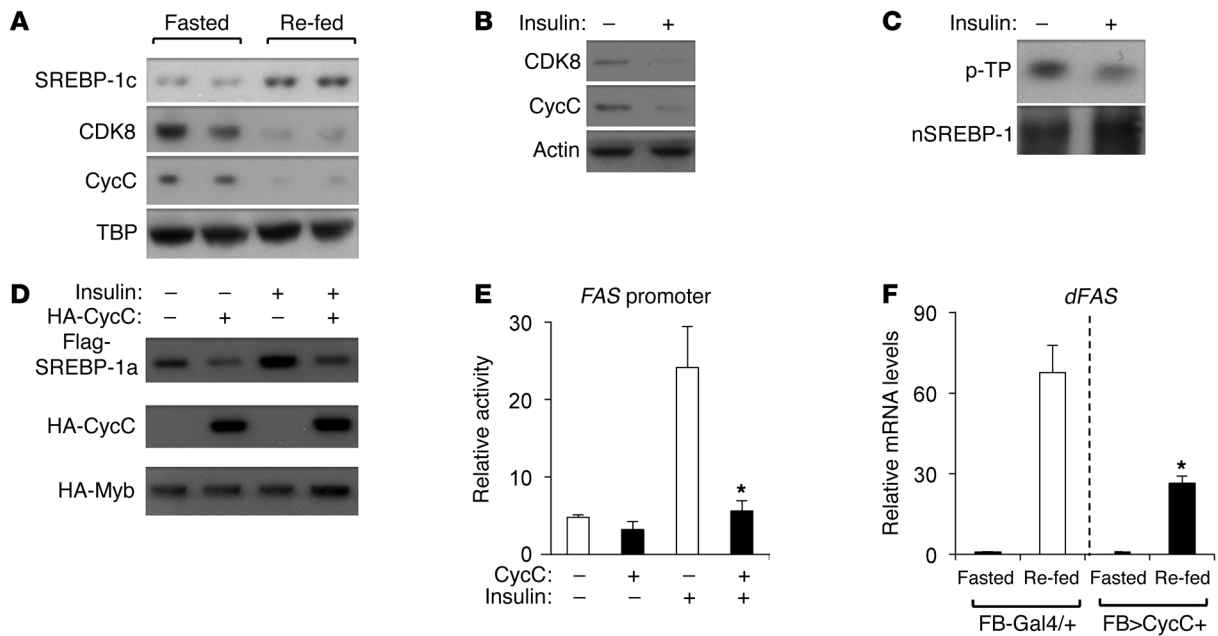 A
Fasted Re-fed
SREBP-1c
CDK8
CycC
TBP
B
Insulin: – +
CDK8
CycC
Actin
C
Insulin: – +
p-TP
nSREBP-1
D
Insulin: – – + +
HA-CycC: – + – +
Flag-
SREBP-1a
HA-CycC
HA-Myb
E
FAS promoter
Relative activity
30
20
10
0
*
CycC: – + – +
Insulin: – – + +
F
dFAS
Relative mRNA levels
90
60
30
0
*
Fasted Re-fed Fasted Re-fed
FB-Gal4/+ FB>CycC+